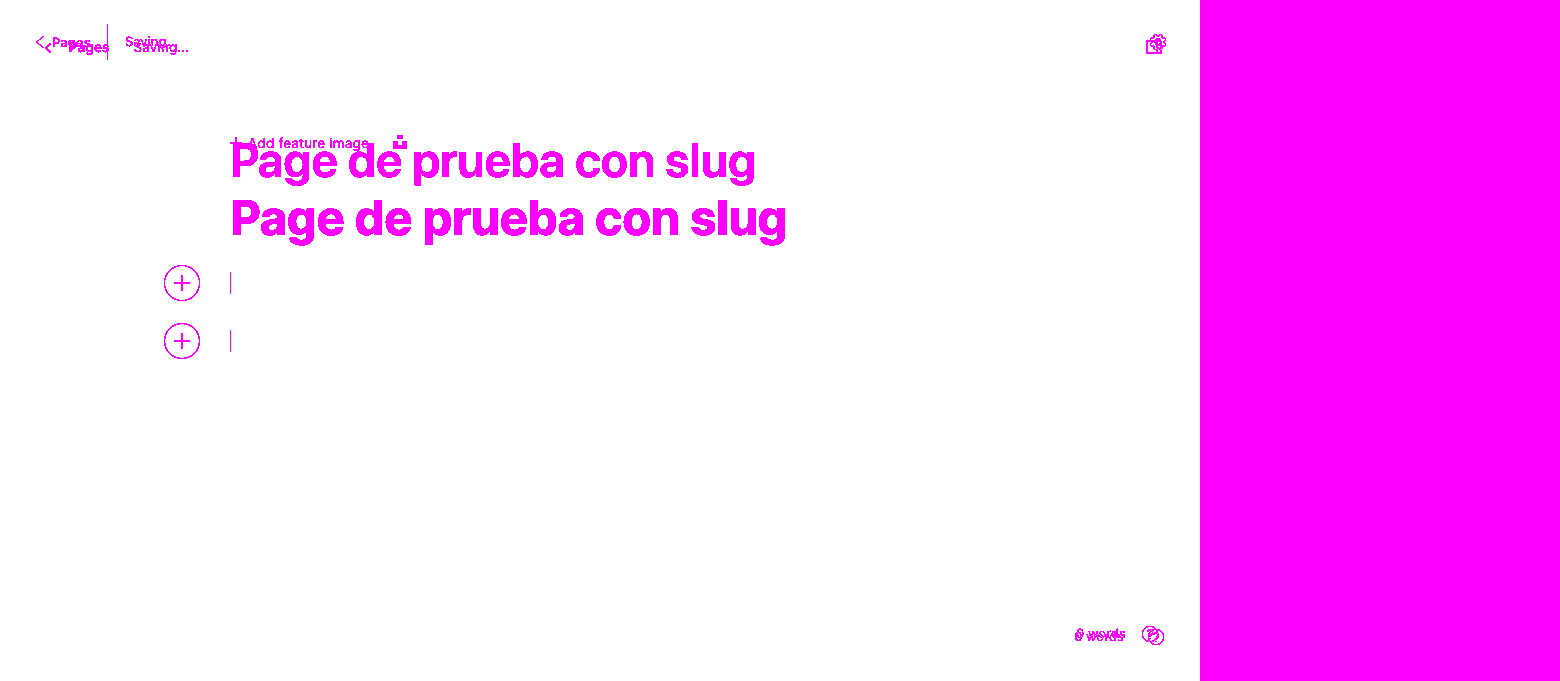 Pages Saving...
Pages Saving...
Add feature image
Page de prueba con slug
Page de prueba con slug
0 words
0 words